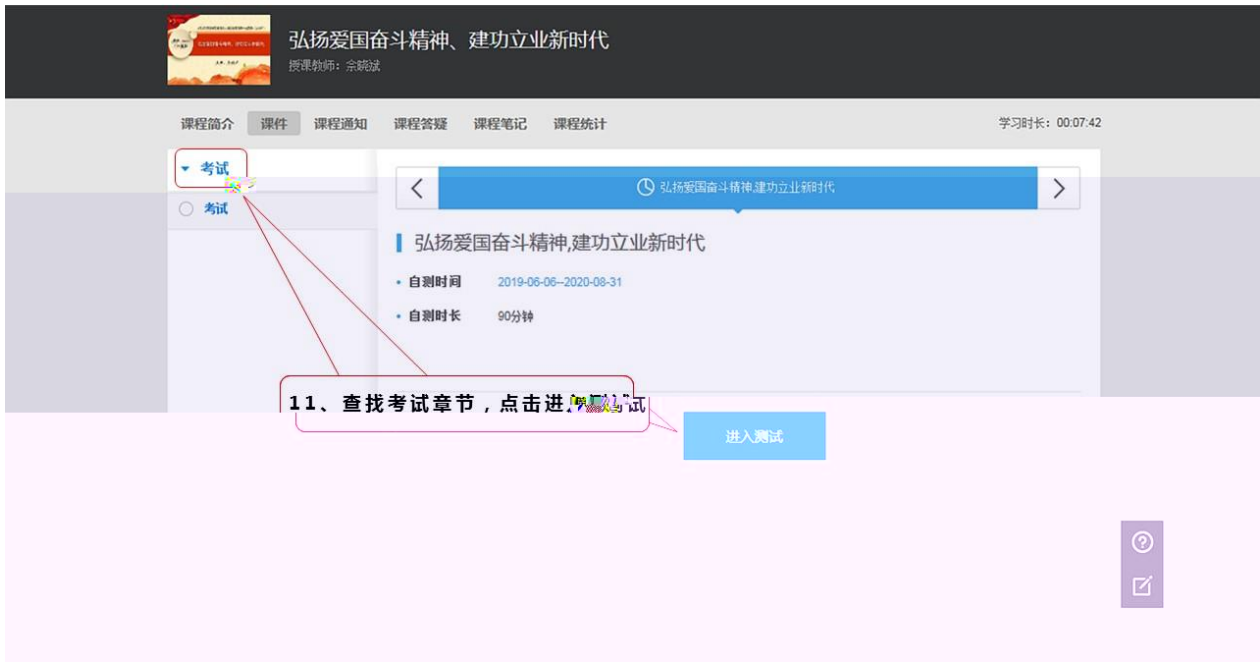 弘扬爱国奋斗精神、建功立业新时代
授课教师：佘晓斌
课程简介 课件 课程通知 课程答疑 课程笔记 课程统计 学习时长：00:07:42
考试
弘扬爱国奋斗精神,建功立业新时代
考试
弘扬爱国奋斗精神,建功立业新时代
自测时间 2019-06-06--2020-08-31
自测时长 90分钟
11、查找考试章节，点击进入测试
进入测试